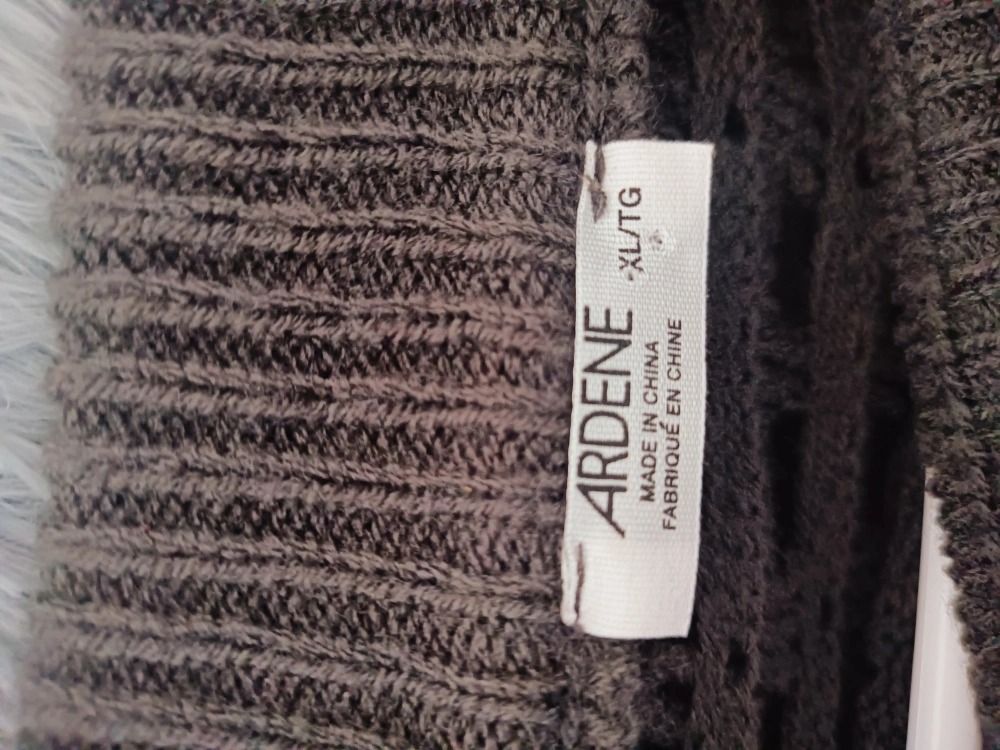 ARDENE XL/TG
MADE IN CHINA
FABRIQUÉ EN CHINE